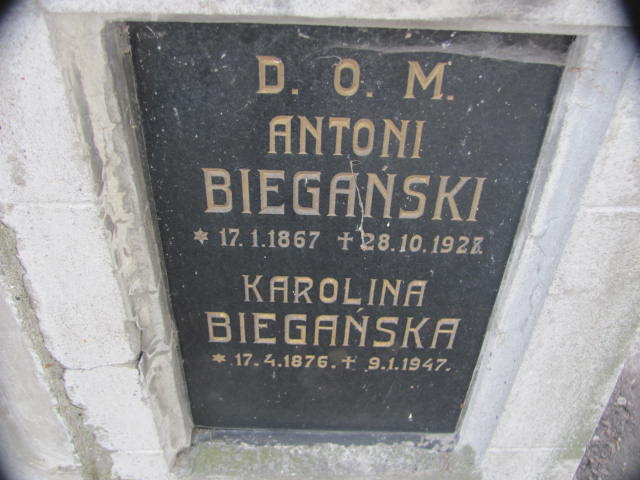 D. O. M.
ANTONI
BIEGAŃSKI
* 17.1.1867 ✝ 28.10.1927.
KAROLINA
BIEGAŃSKA
* 17.4.1876. ✝ 9.1.1947.